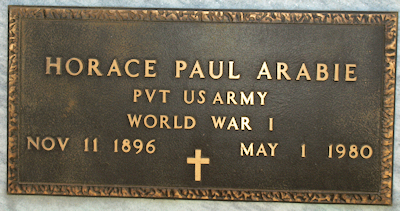 HORACE PAUL ARABIE
PVT US ARMY
WORLD WAR I
NOV 11 1896 MAY 1 1980